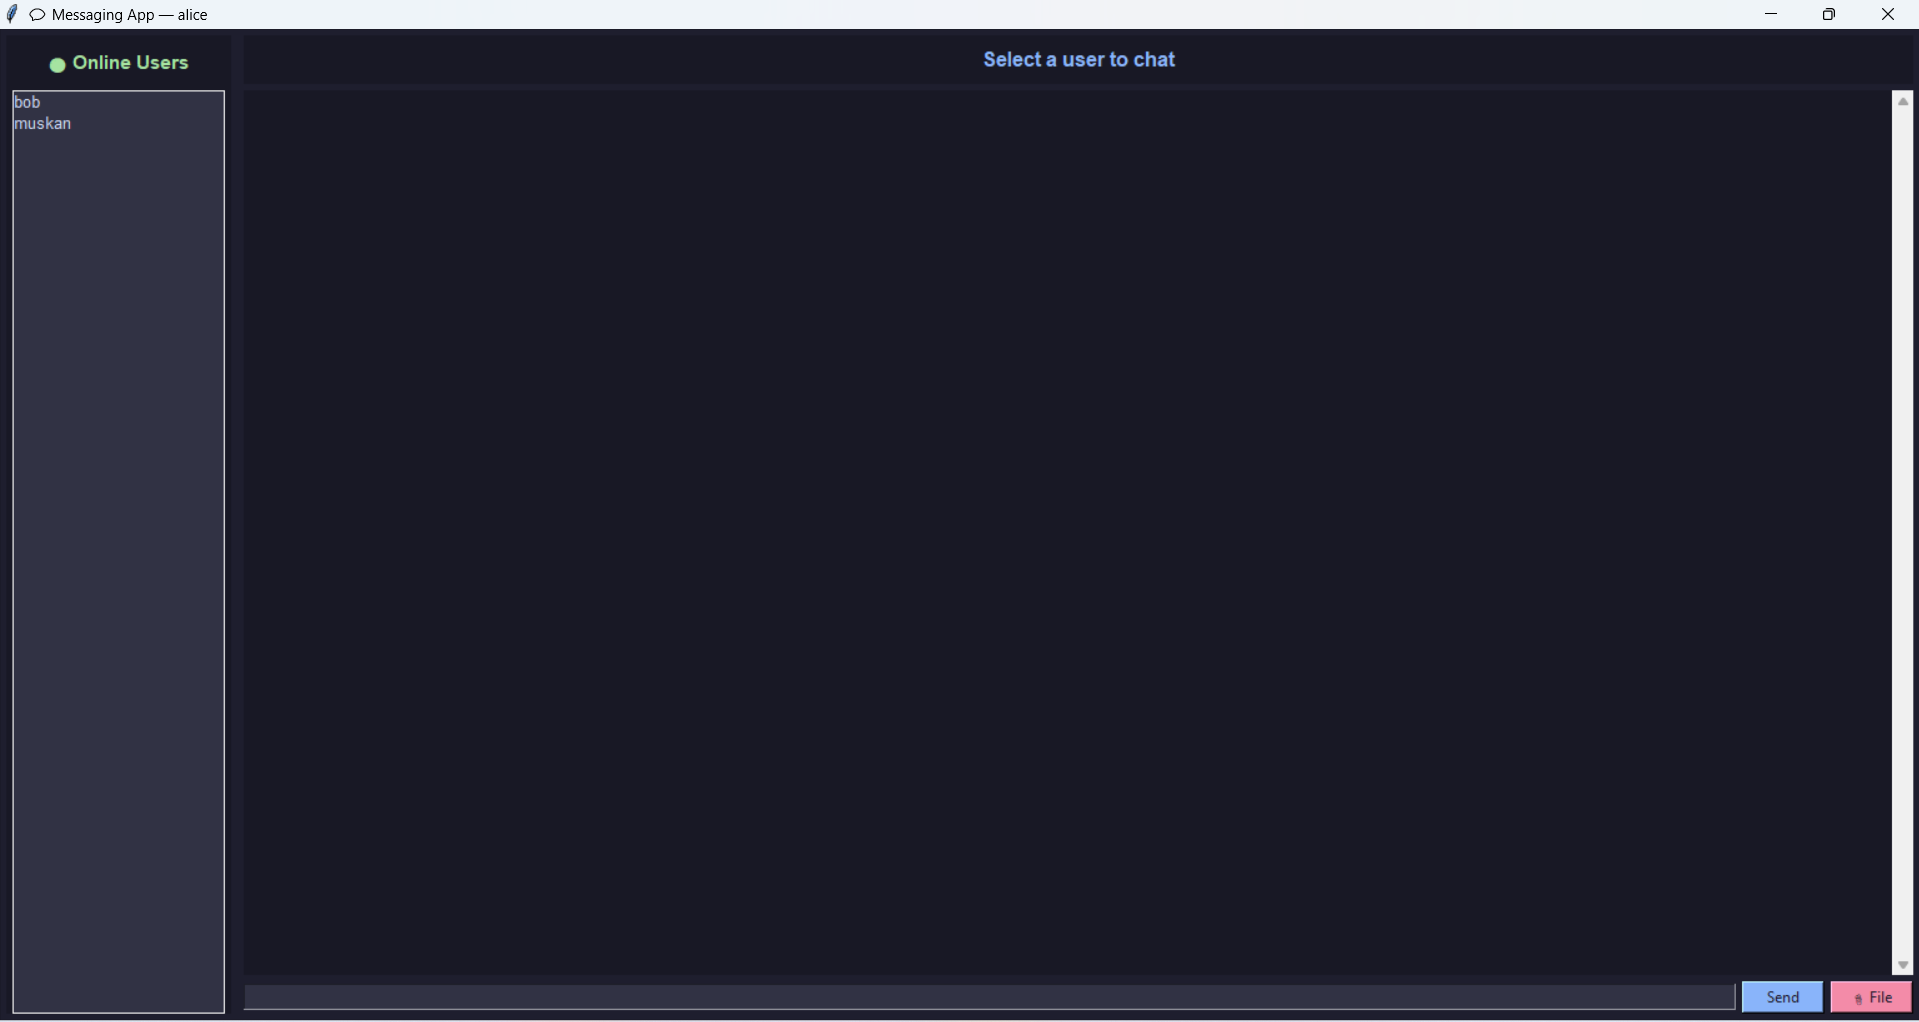 Messaging App — alice
Online Users
bob
muskan
Select a user to chat
Send
File